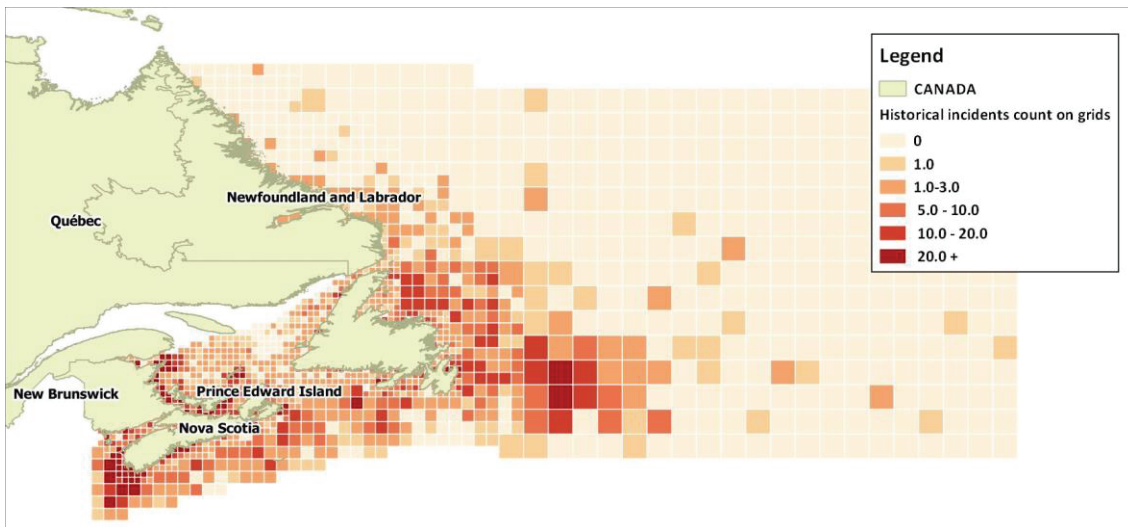 Legend
CANADA
Historical incidents count on grids
0
1.0
1.0-3.0
5.0 - 10.0
10.0 - 20.0
20.0 +
Newfoundland and Labrador
Québec
New Brunswick
Prince Edward Island
Nova Scotia